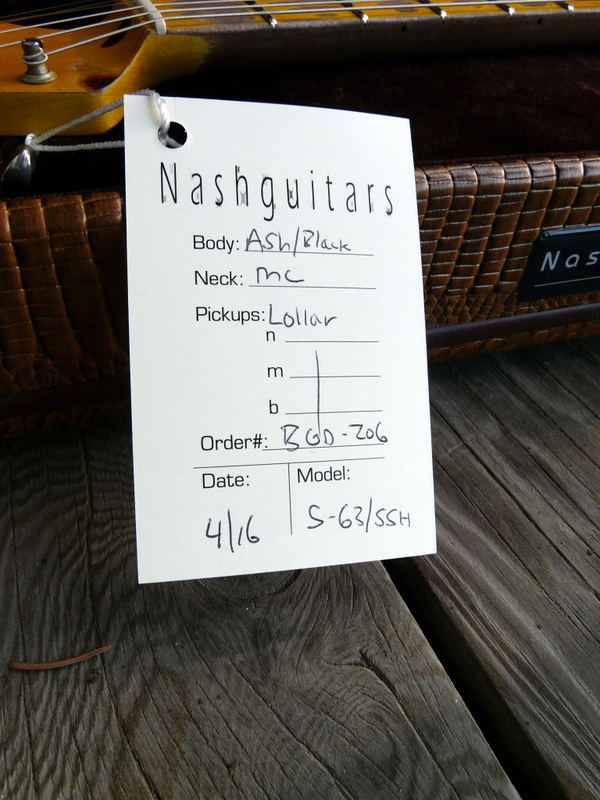 Nashguitars
Body: Ash/Black
Neck: mc
Pickups: Lollar
n
m
b
Order#: BGD-206
Date: Model:
4/16 S-63/SSH
Nas